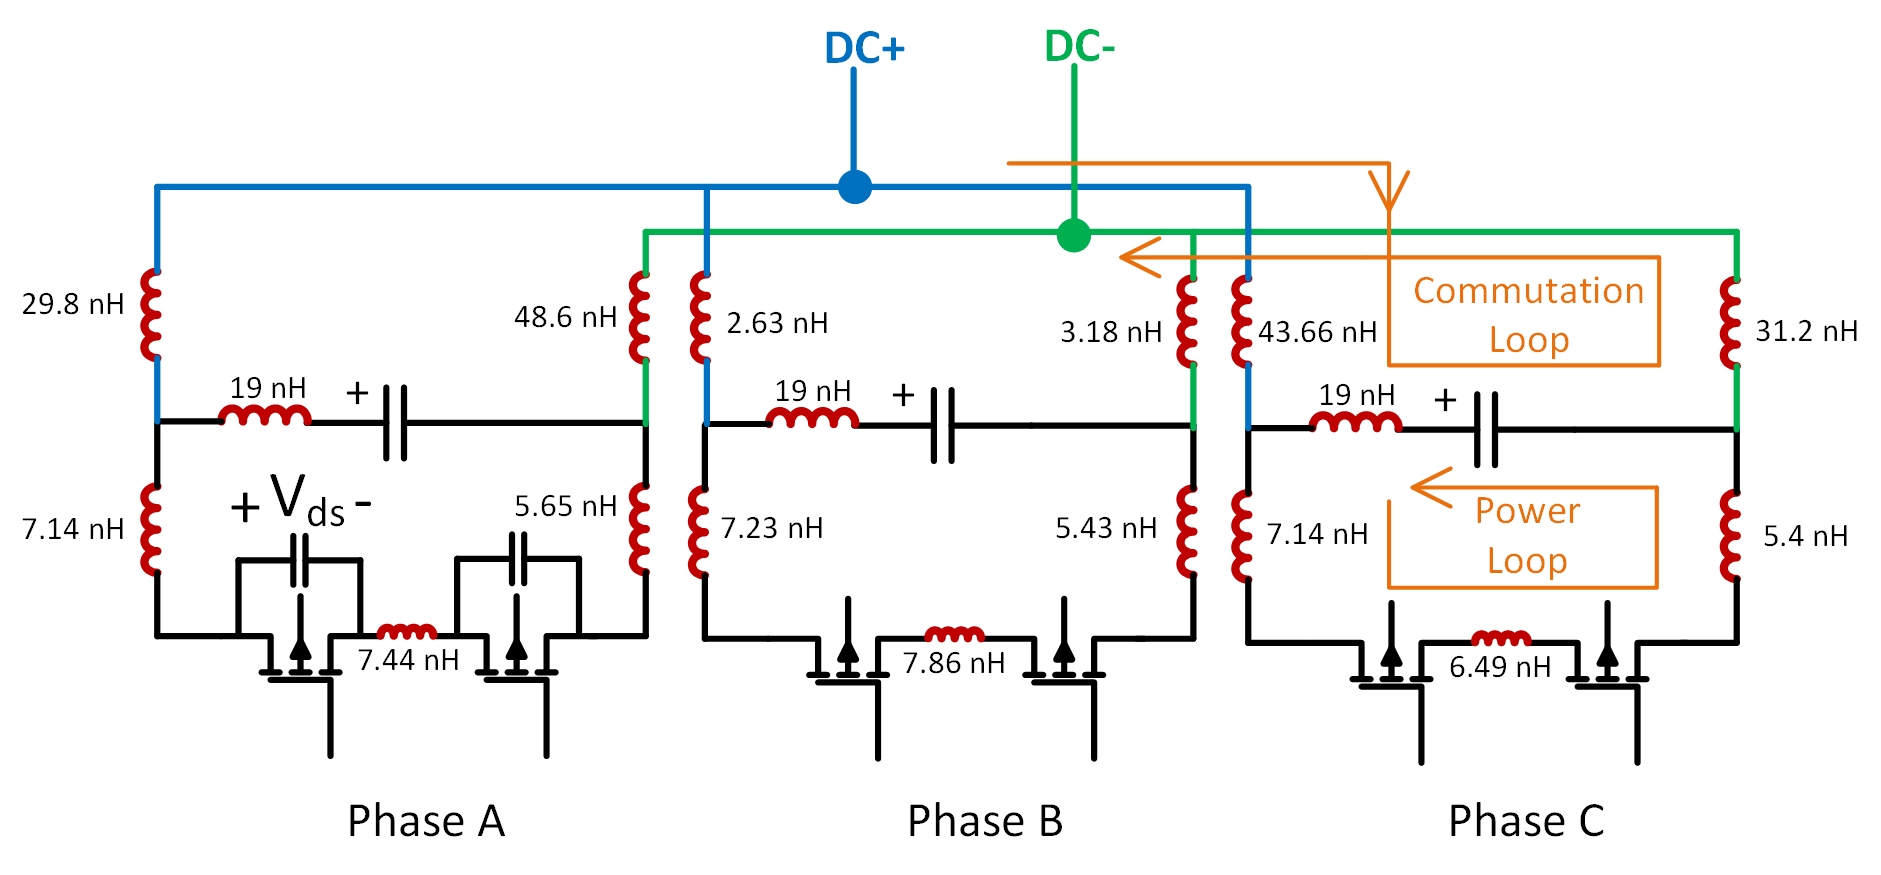 DC+
DC-
29.8 nH
48.6 nH
2.63 nH
3.18 nH
43.66 nH
Commutation
Loop
31.2 nH
19 nH
+
19 nH
+
19 nH
+
7.14 nH
+ Vds -
5.65 nH
7.23 nH
5.43 nH
7.14 nH
Power
Loop
5.4 nH
7.44 nH
7.86 nH
6.49 nH
Phase A
Phase B
Phase C